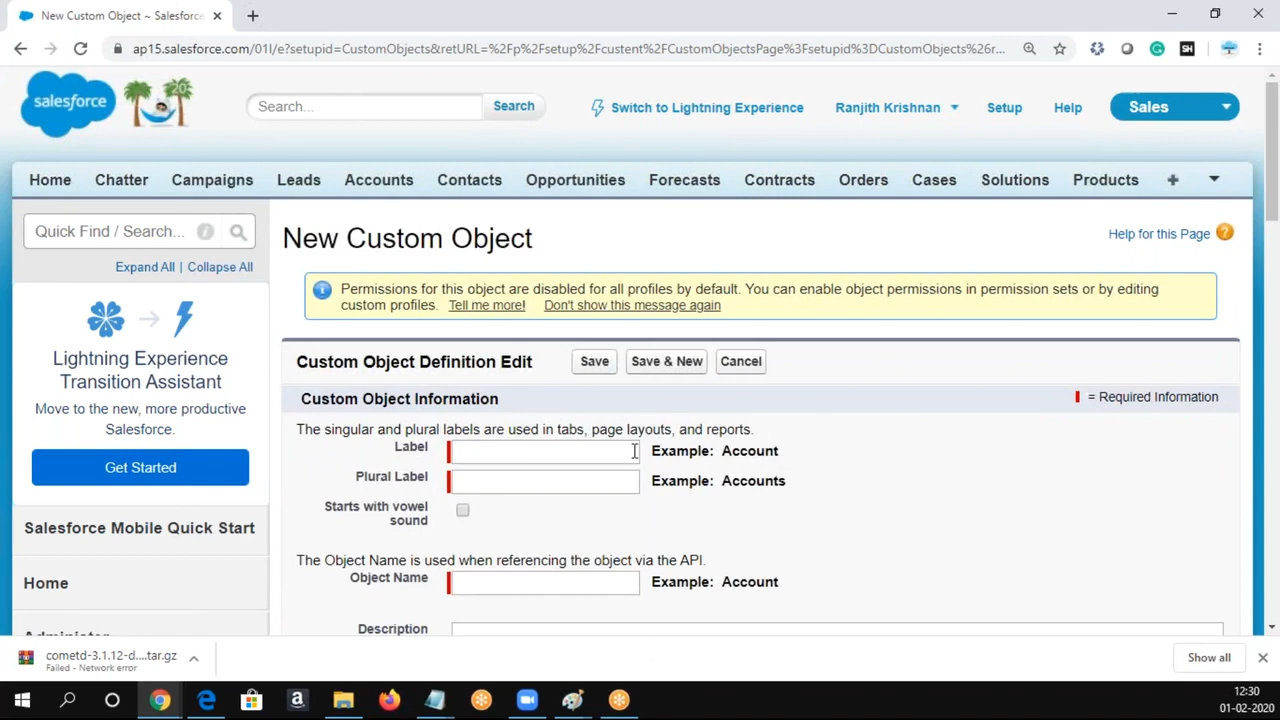 New Custom Object ~ Salesforce
ap15.salesforce.com/01I/e?setupid=CustomObjects&retURL=%2Fp%2Fsetup%2Fcustent%2FCustomObjectsPage%3Fsetupid%3DCustomObjects%26r...
salesforce
20
Search...
Search
Switch to Lightning Experience
Ranjith Krishnan
Setup
Help
Sales
Home
Chatter
Campaigns
Leads
Accounts
Contacts
Opportunities
Forecasts
Contracts
Orders
Cases
Solutions
Products
Quick Find / Search...
Expand All | Collapse All
Lightning Experience
Transition Assistant
Move to the new, more productive
Salesforce.
Get Started
Salesforce Mobile Quick Start
Home
New Custom Object
Help for this Page
Permissions for this object are disabled for all profiles by default. You can enable object permissions in permission sets or by editing
custom profiles. Tell me more! Don't show this message again
Custom Object Definition Edit
Save
Save & New
Cancel
Custom Object Information
= Required Information
The singular and plural labels are used in tabs, page layouts, and reports.
Label
Example: Account
Plural Label
Example: Accounts
Starts with vowel
sound
The Object Name is used when referencing the object via the API.
Object Name
Example: Account
Description
cometd-3.1.12-d....tar.gz
Failed - Network error
Show all
12:30
01-02-2020